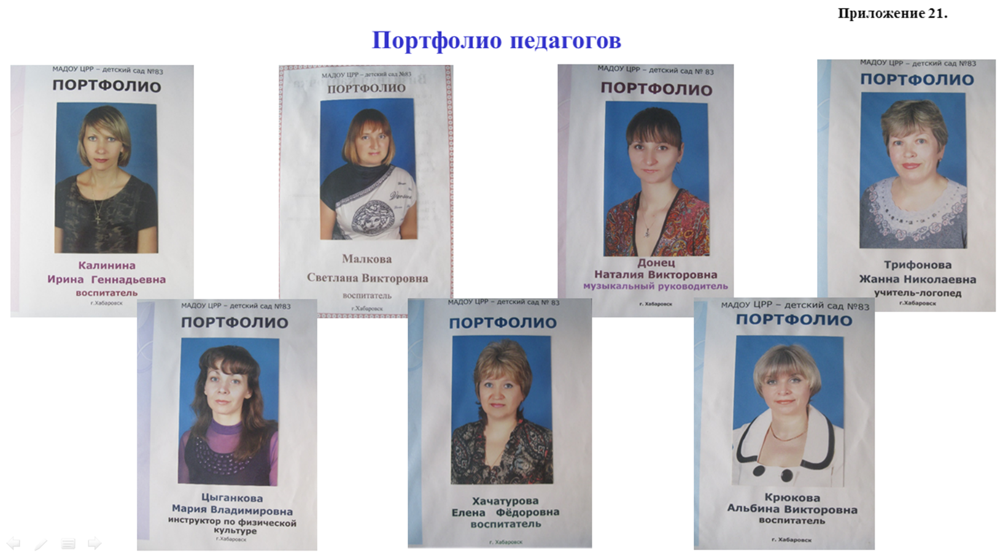 Приложение 21.
Портфолио педагогов
МАДОУ ЦРР – детский сад №83
ПОРТФОЛИО
Калинина
Ирина Геннадьевна
воспитатель
г.Хабаровск
МАДОУ ЦРР – детский сад №83
ПОРТФОЛИО
Малкова
Светлана Викторовна
воспитатель
г.Хабаровск
МАДОУ ЦРР – детский сад № 83
ПОРТФОЛИО
Донец
Наталия Викторовна
музыкальный руководитель
г. Хабаровск
МАДОУ ЦРР – детский сад №83
ПОРТФОЛИО
Трифонова
Жанна Николаевна
учитель-логопед
г.Хабаровск
МАДОУ ЦРР – детский сад №83
ПОРТФОЛИО
Цыганкова
Мария Владимировна
инструктор по физической
культуре
г.Хабаровск
МАДОУ ЦРР – детский сад № 83
ПОРТФОЛИО
Хачатурова
Елена Фёдоровна
воспитатель
г. Хабаровск
МАДОУ ЦРР – детский сад №83
ПОРТФОЛИО
Крюкова
Альбина Викторовна
воспитатель
г. Хабаровск